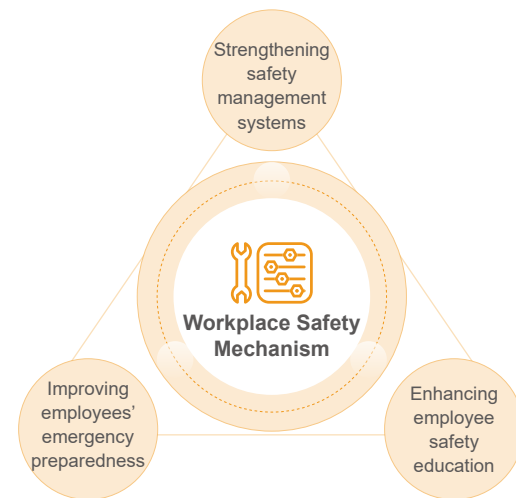 Strengthening
safety
management
systems
Workplace Safety
Mechanism
Improving
employees’
emergency
preparedness
Enhancing
employee
safety
education